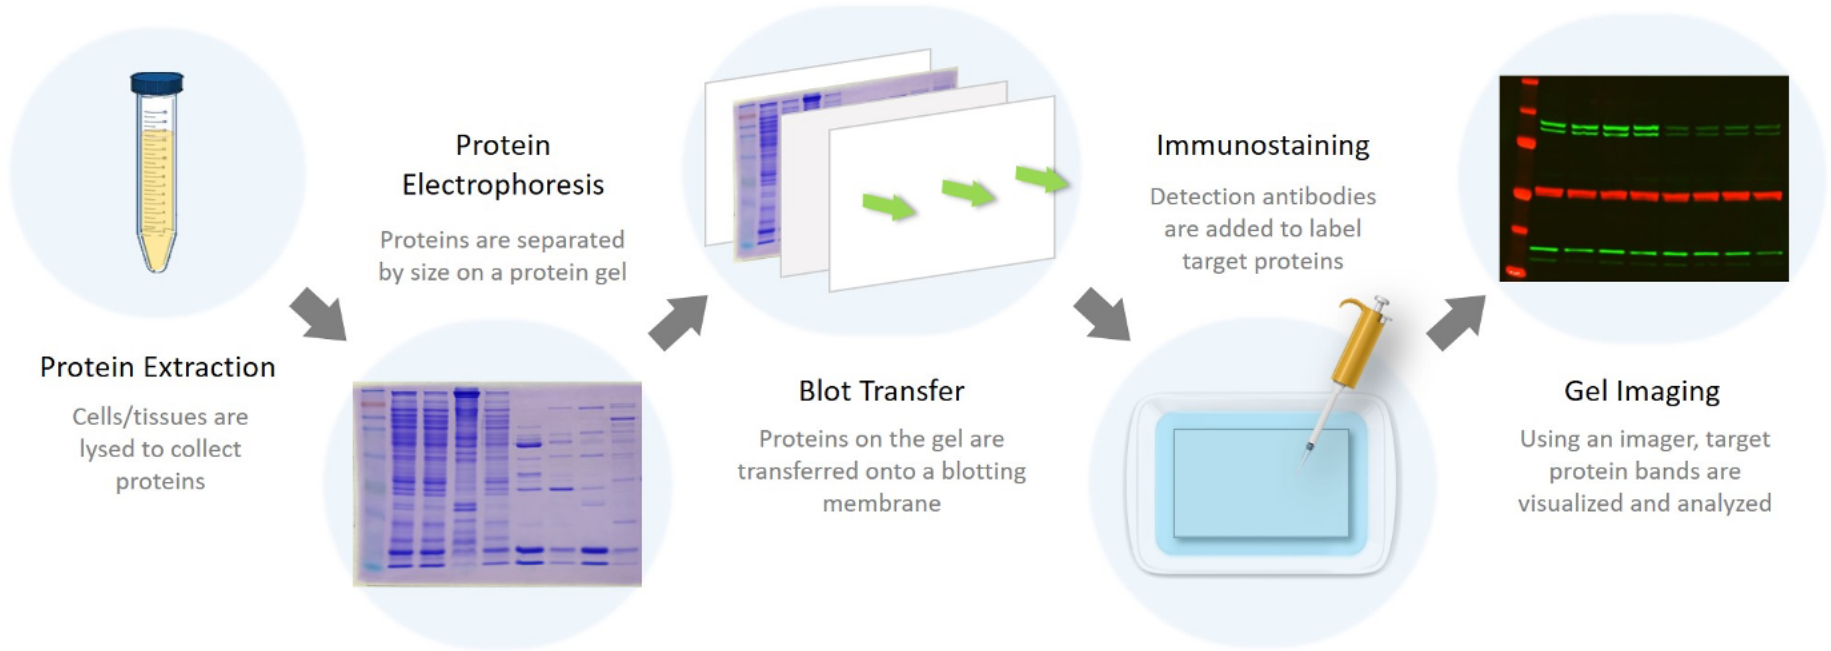 Protein Extraction
Cells/tissues are
lysed to collect
proteins
Protein
Electrophoresis
Proteins are separated
by size on a protein gel
Blot Transfer
Proteins on the gel are
transferred onto a blotting
membrane
Immunostaining
Detection antibodies
are added to label
target proteins
Gel Imaging
Using an imager, target
protein bands are
visualized and analyzed